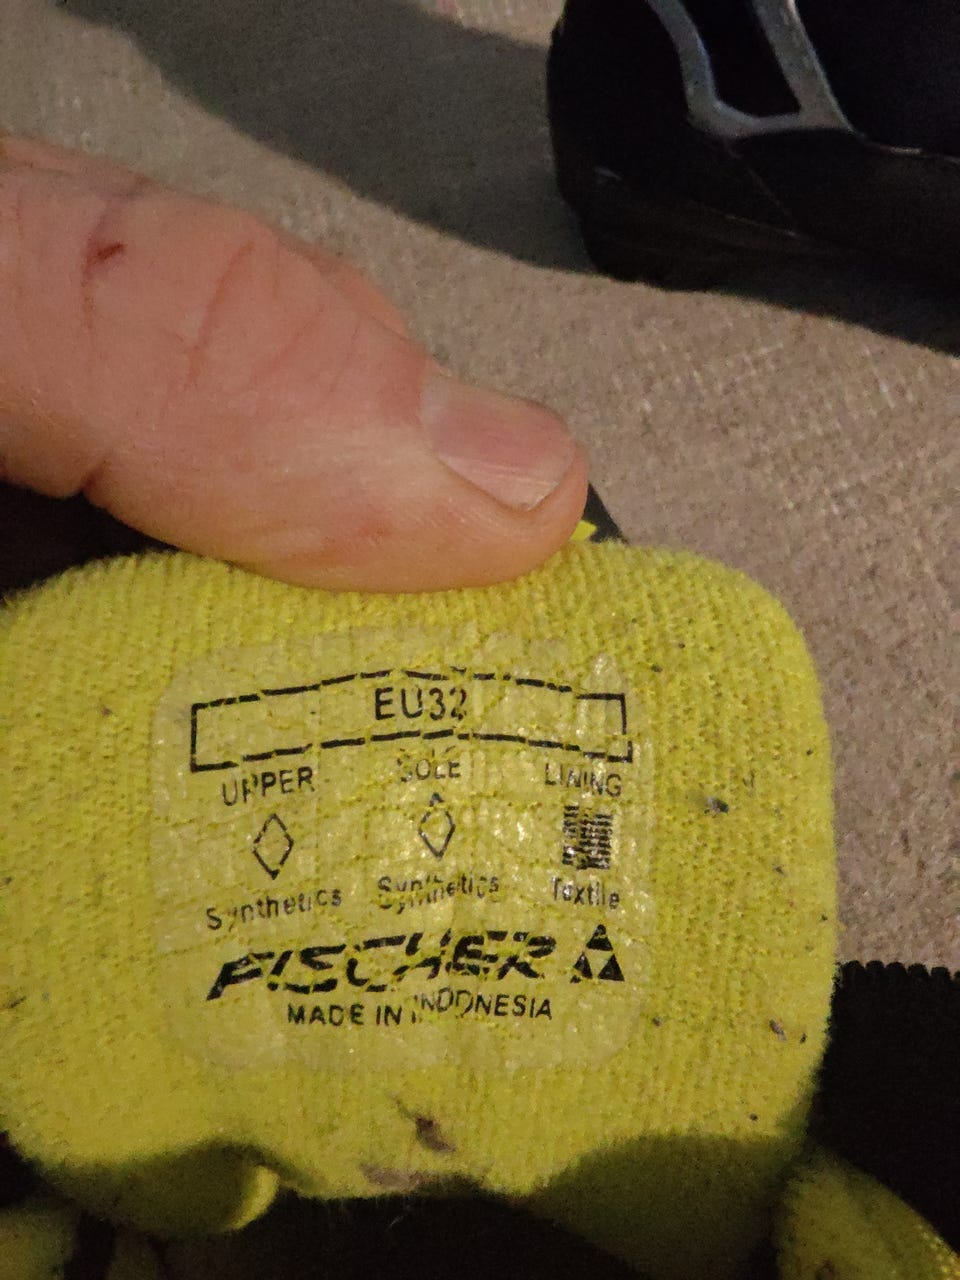 EU32
UPPER SOLE LINING
Synthetics Synthetics Textile
FISCHER
MADE IN INDONESIA